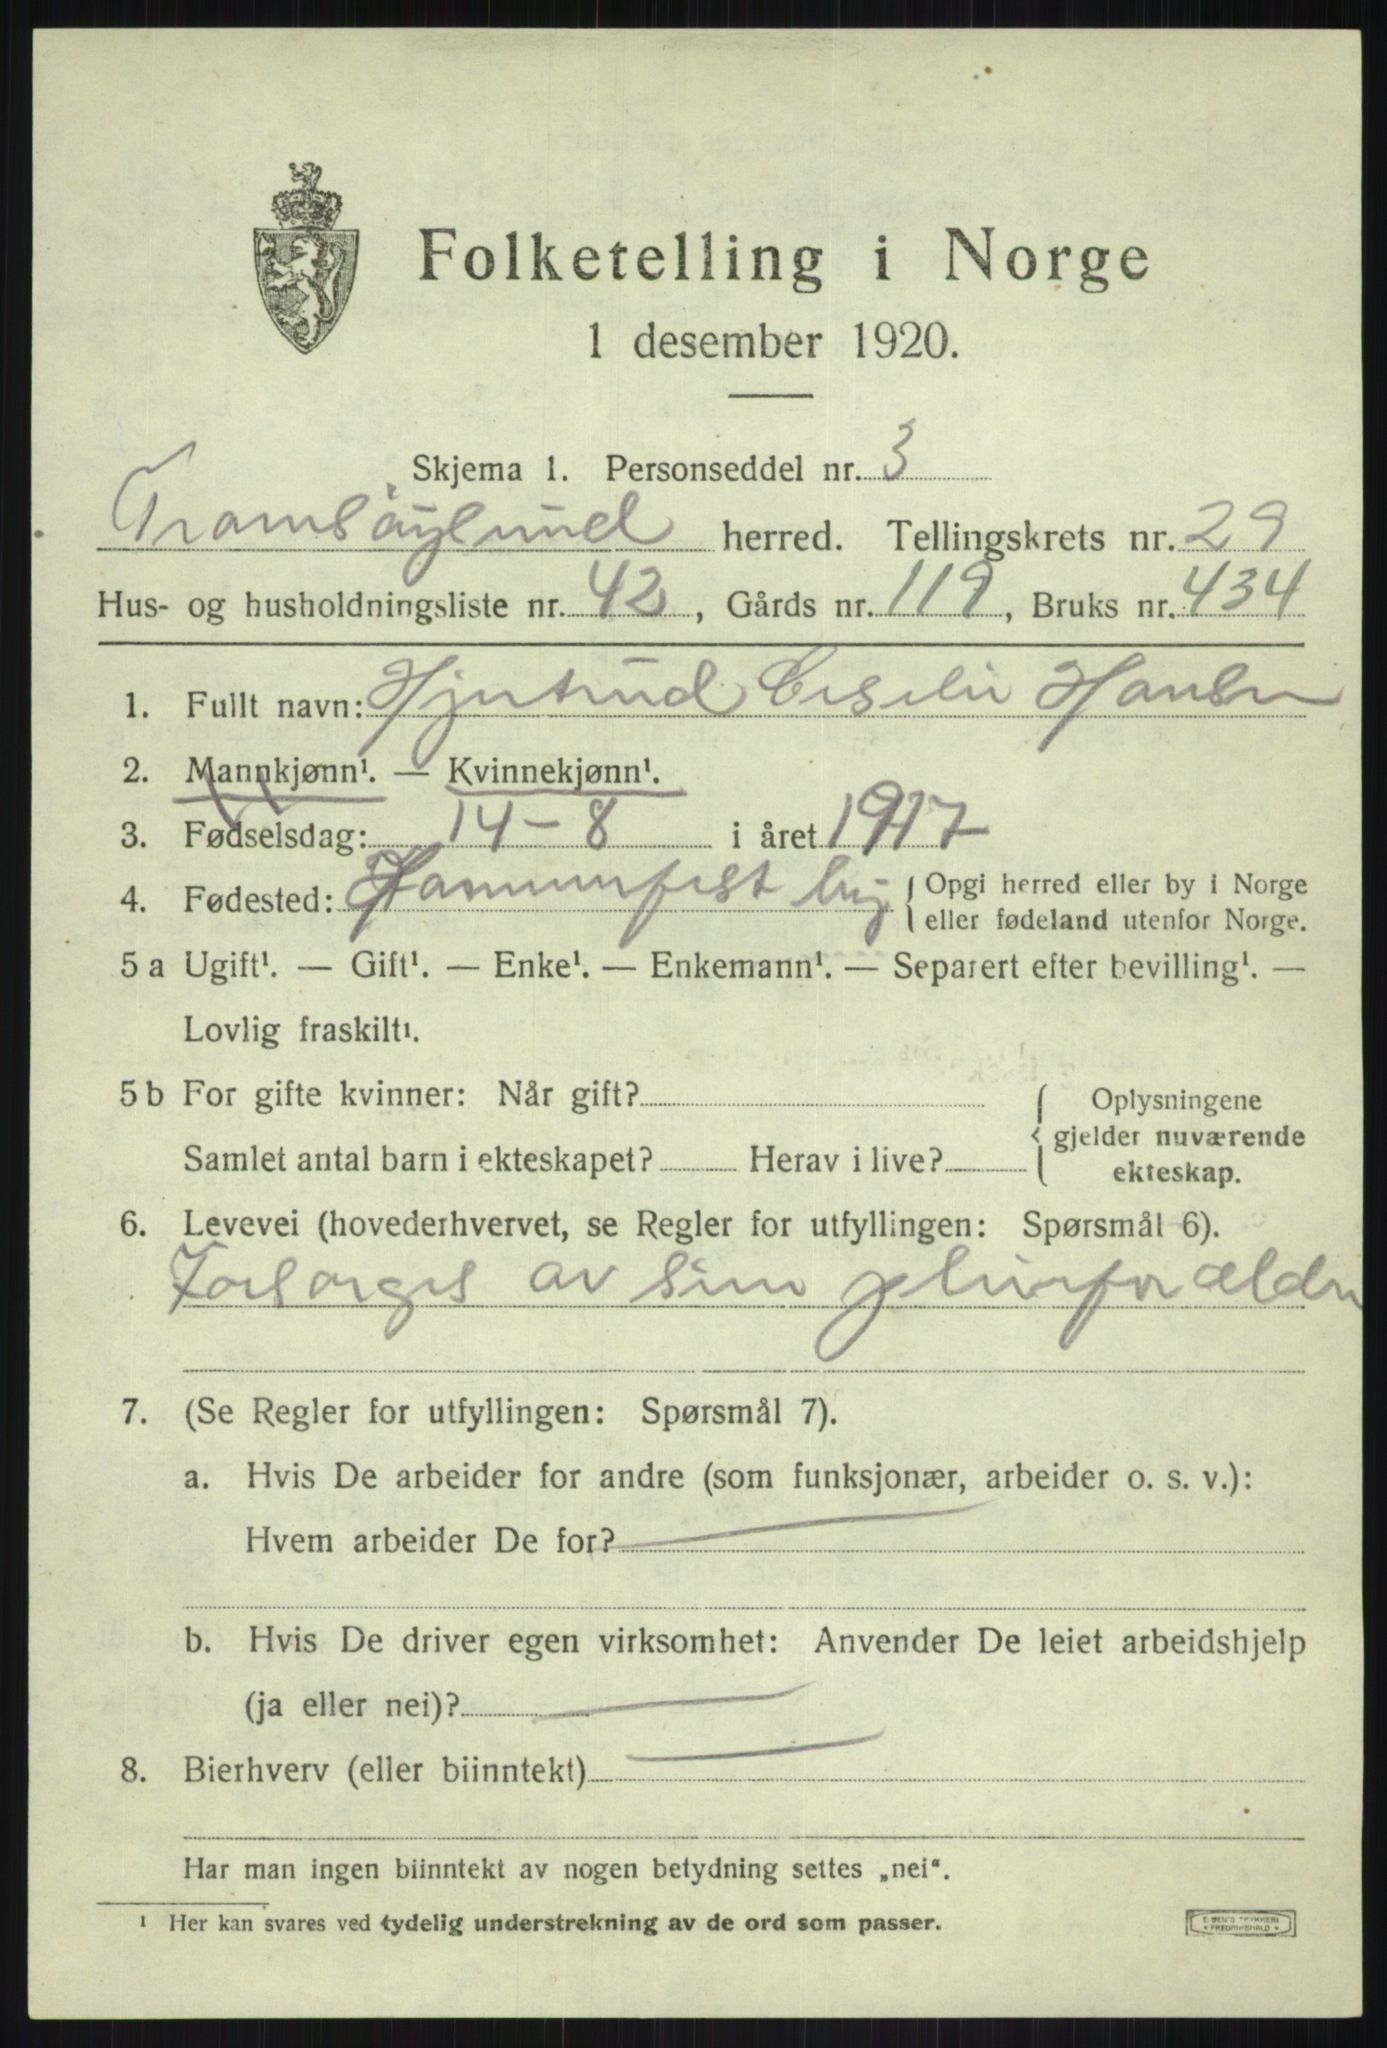 Folketelling i Norge
1 desember 1920.
Skjema 1. Personseddel nr. 3
Tromsøysund herred. Tellingskrets nr. 29
Hus- og husholdningsliste nr. 42, Gårds nr. 119, Bruks nr. 434
1. Fullt navn: Hjertrud Hansen
2. Mannkjønn¹. — Kvinnekjønn¹.
3. Fødselsdag: 14-8 i året 1917
4. Fødested: Hammerfest by { Opgi herred eller by i Norge
eller fødeland utenfor Norge.
5 a Ugift¹. — Gift¹. — Enke¹. — Enkemann¹. — Separert efter bevilling¹. —
Lovlig fraskilt¹.
5 b For gifte kvinner: Når gift?
Samlet antal barn i ekteskapet? Herav i live?
{ Oplysningene
gjelder nuværende
ekteskap.
6. Levevei (hovederhvervet, se Regler for utfyllingen: Spørsmål 6).
Forsørges av sine pleieforældre
7. (Se Regler for utfyllingen: Spørsmål 7).
a. Hvis De arbeider for andre (som funksjonær, arbeider o. s. v.):
Hvem arbeider De for?
b. Hvis De driver egen virksomhet: Anvender De leiet arbeidshjelp
(ja eller nei)?
8. Bierhverv (eller biinntekt)
Har man ingen biinntekt av nogen betydning settes „nei“.
¹ Her kan svares ved tydelig understrekning av de ord som passer.